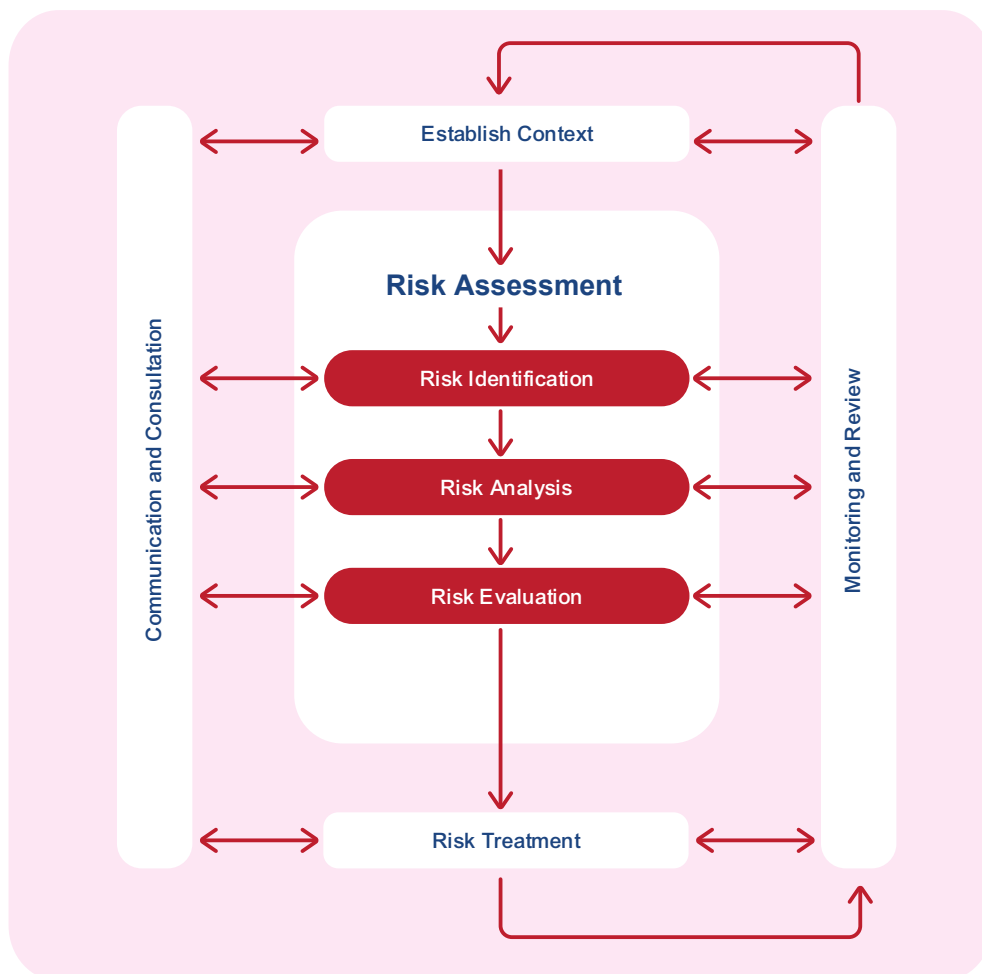 Establish Context
Risk Assessment
Risk Identification
Risk Analysis
Risk Evaluation
Risk Treatment
Communication and Consultation
Monitoring and Review